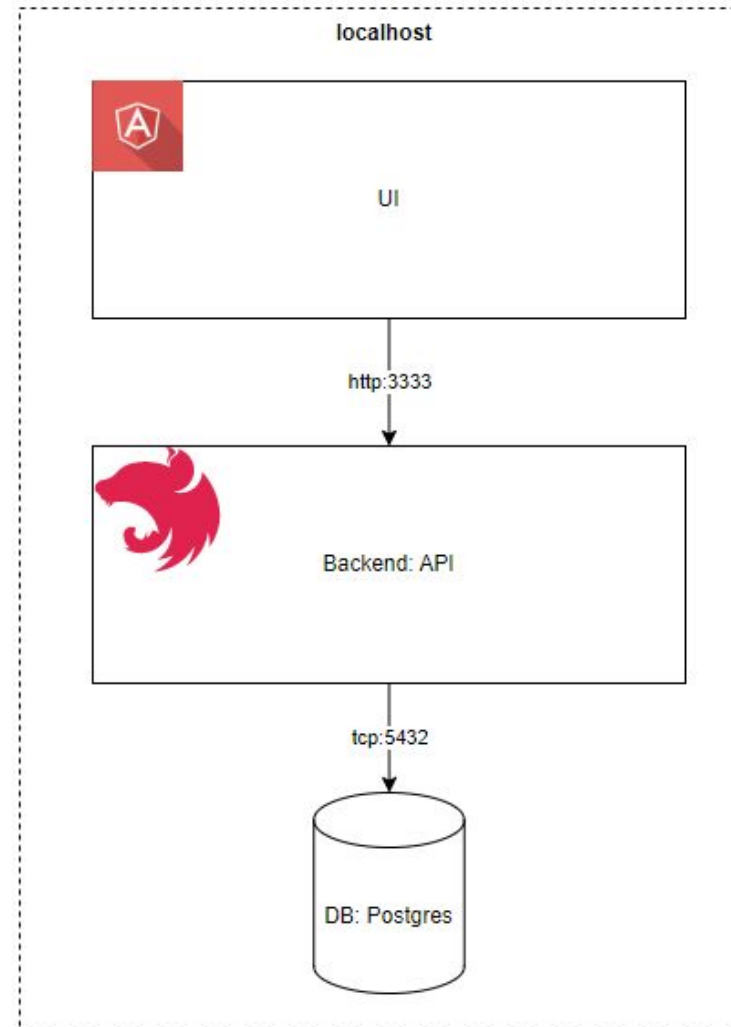 localhost
UI
http:3333
Backend: API
tcp:5432
DB: Postgres